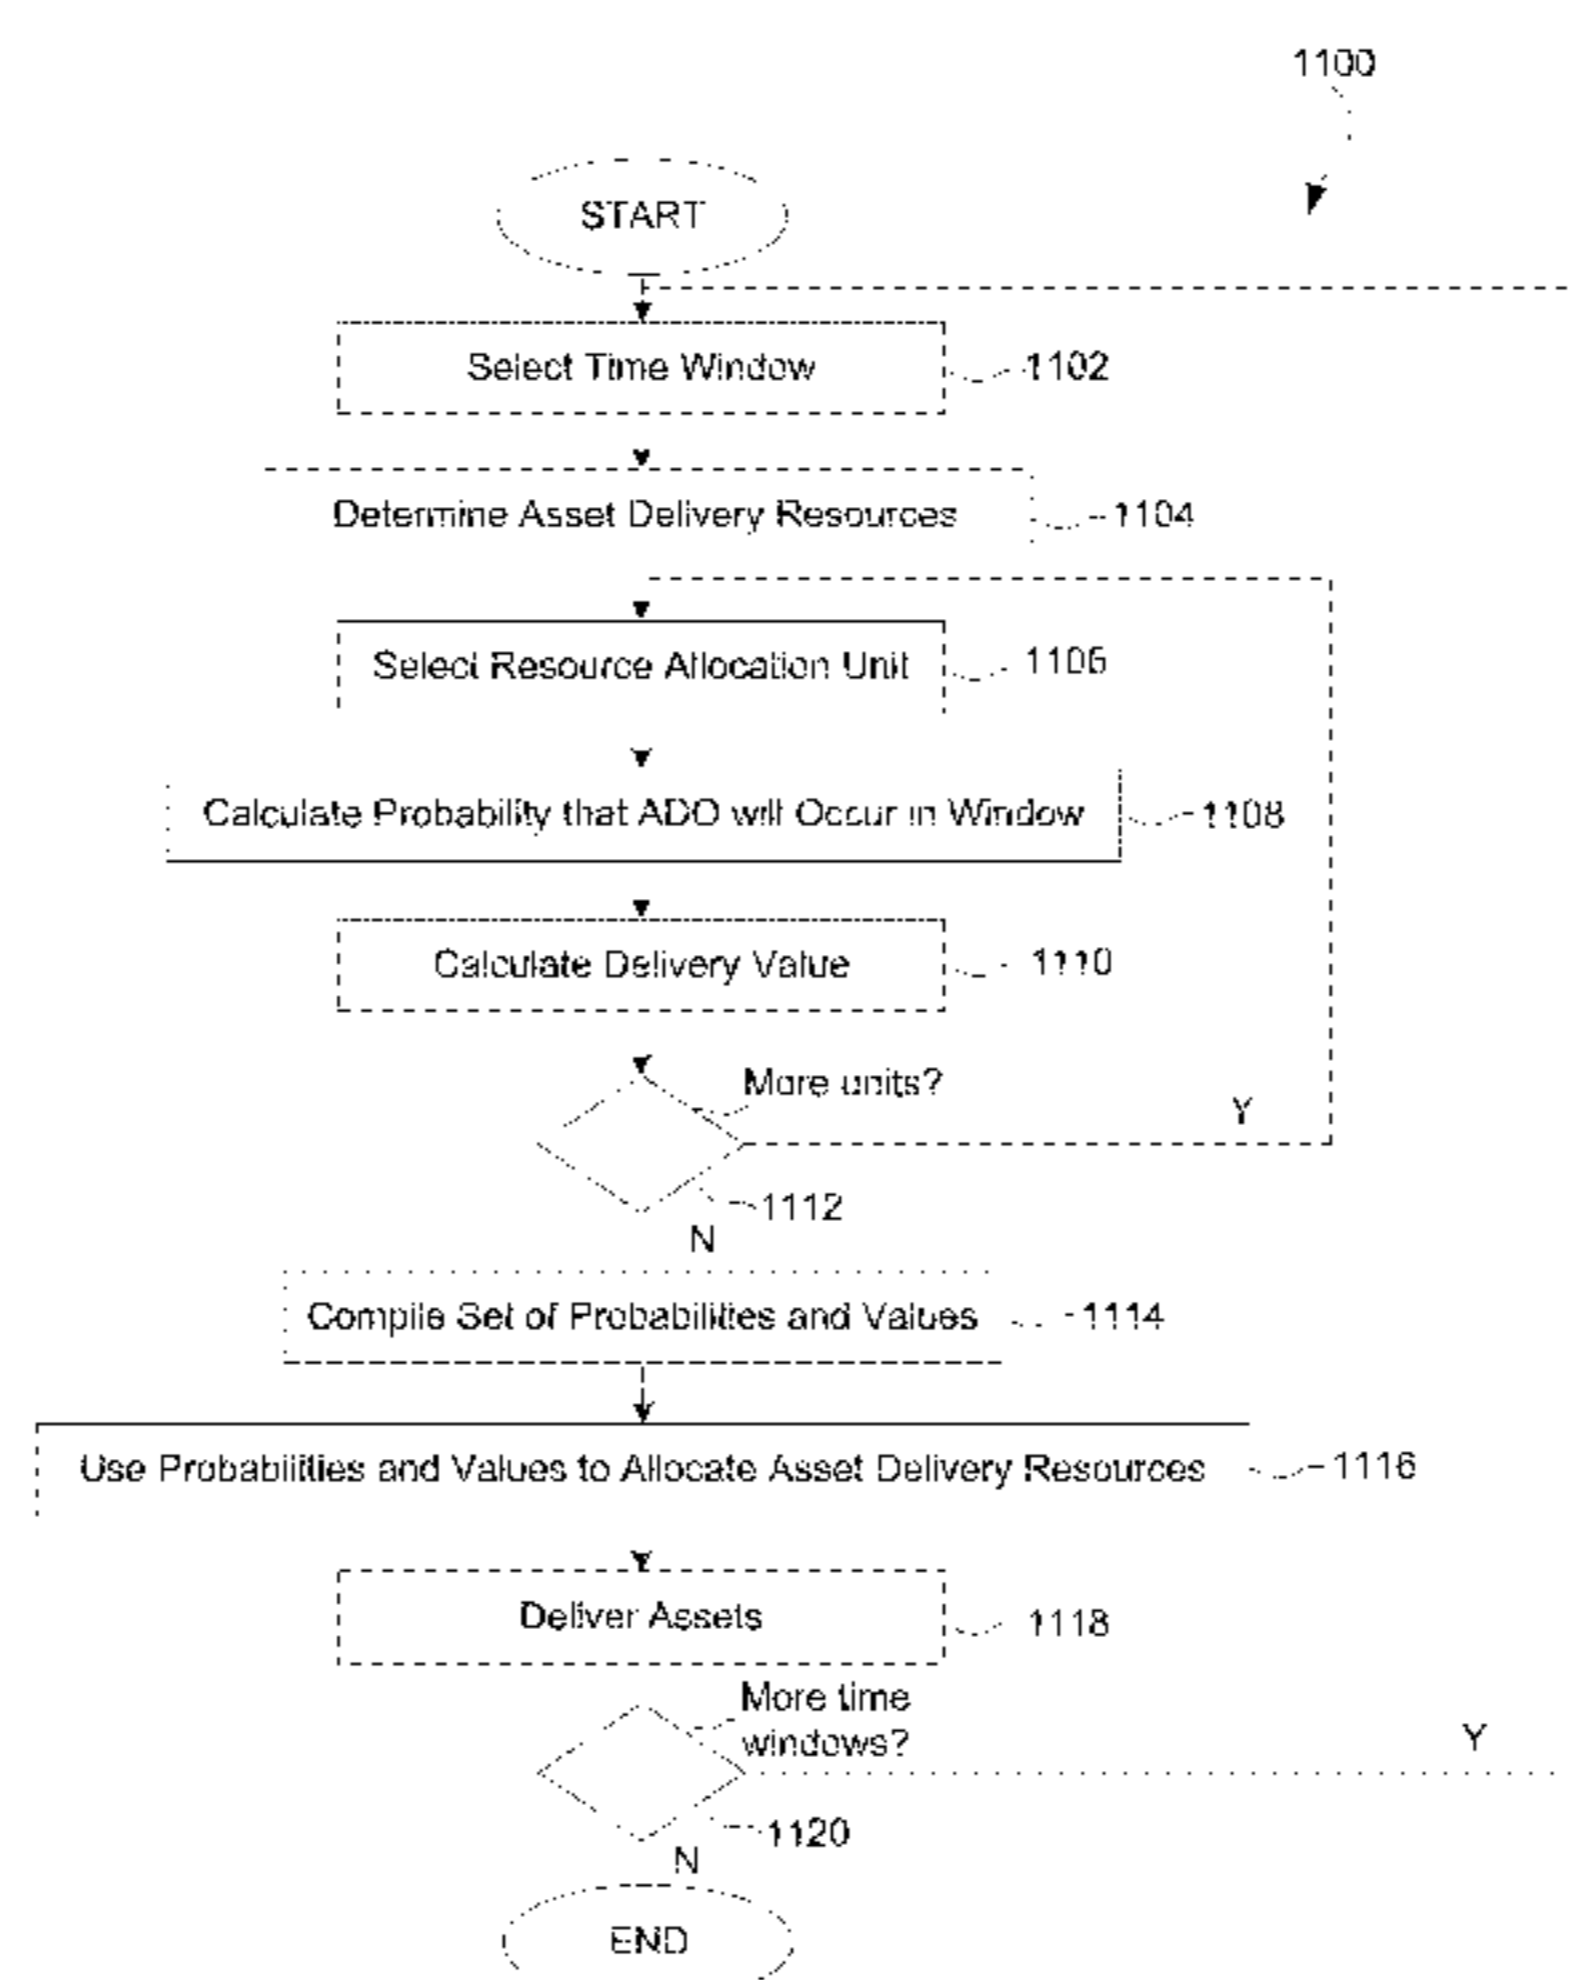 1100
START
Select Time Window
1102
Determine Asset Delivery Resources
1104
Select Resource Allocation Unit
1106
Calculate Probability that ADO will Occur in Window
1108
Calculate Delivery Value
1110
More units?
Y
1112
N
Compile Set of Probabilities and Values
1114
Use Probabilities and Values to Allocate Asset Delivery Resources
1116
Deliver Assets
1118
More time
windows?
Y
1120
N
END